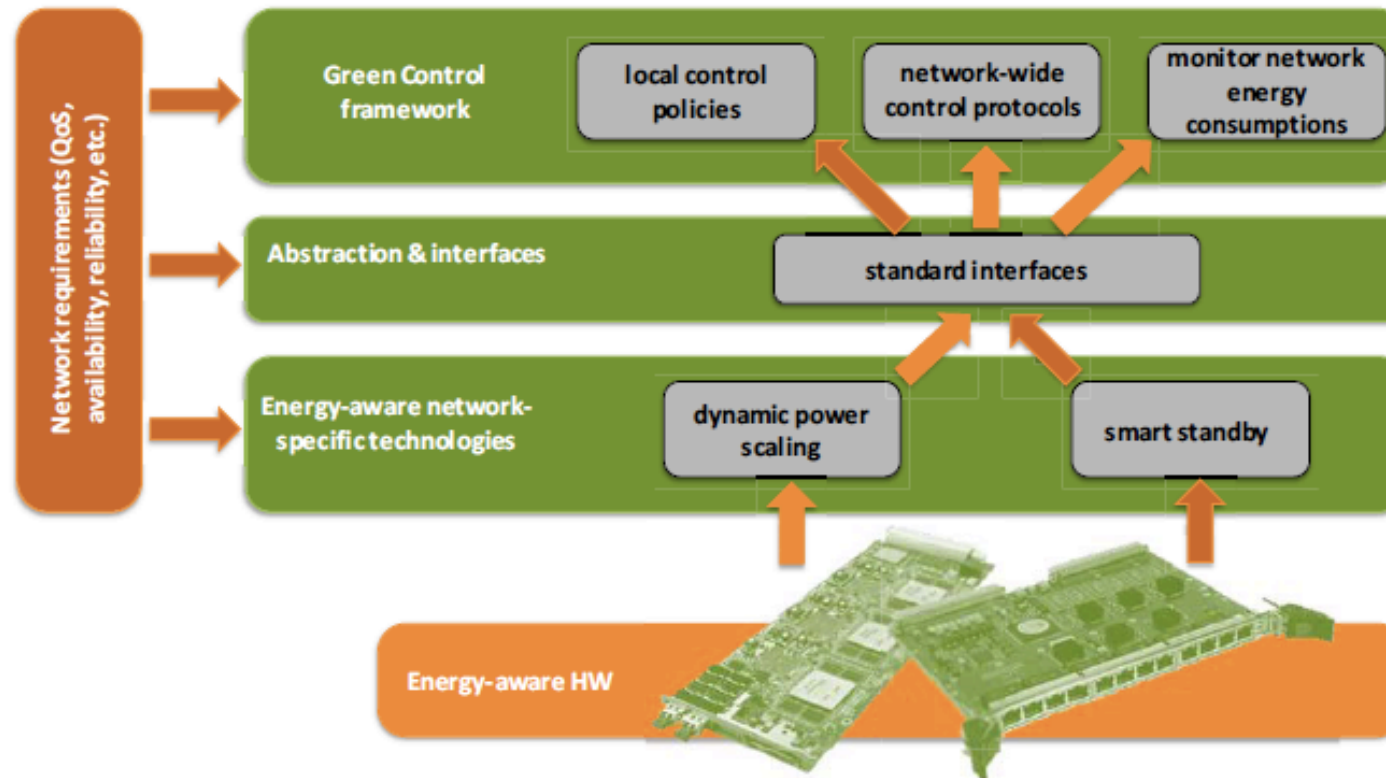 Network requirements (QoS,
availability, reliability, etc.)
Green Control
framework
local control
policies
network-wide
control protocols
monitor network
energy
consumptions
Abstraction & interfaces
standard interfaces
Energy-aware network-
specific technologies
dynamic power
scaling
smart standby
Energy-aware HW